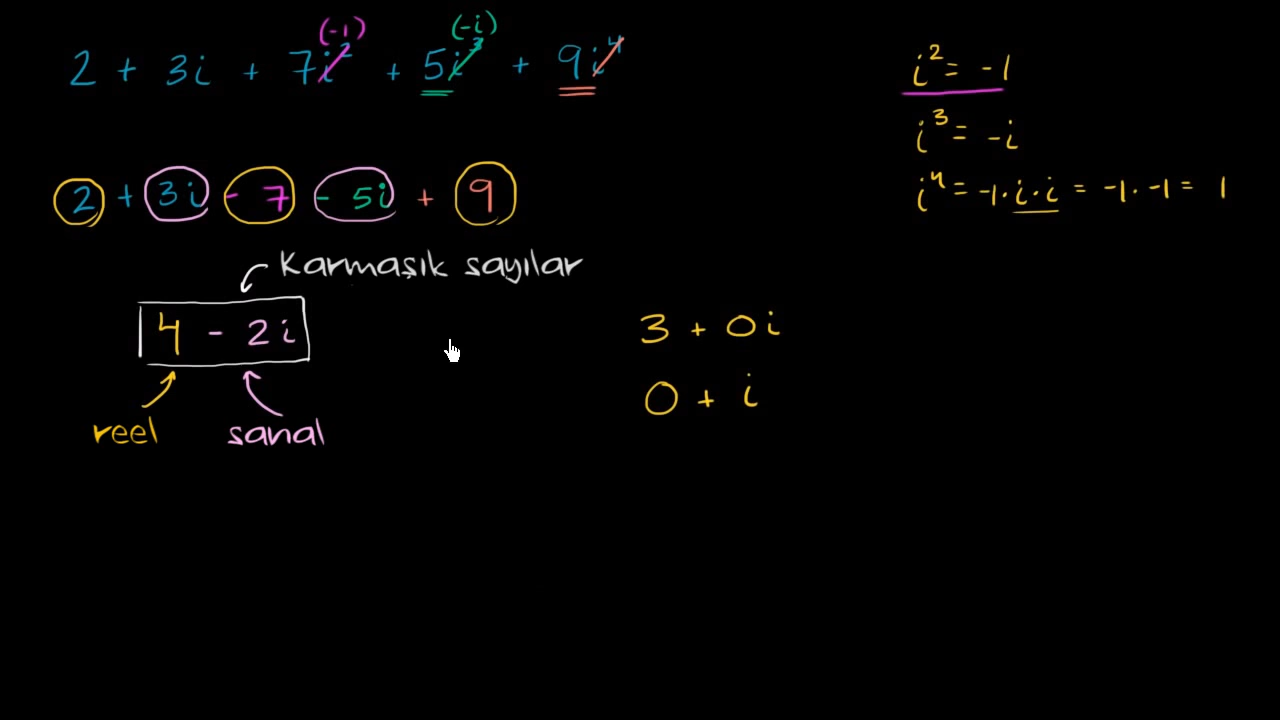 (-1) (-i)
2 + 3i + 7i² + 5i³ + 9i⁴
i² = -1
i³ = -i
i⁴ = -1 · i · i = -1 · -1 = 1
2 + 3i - 7 - 5i + 9
Karmaşık sayılar
4 - 2i
reel sanal
3 + 0i
0 + i